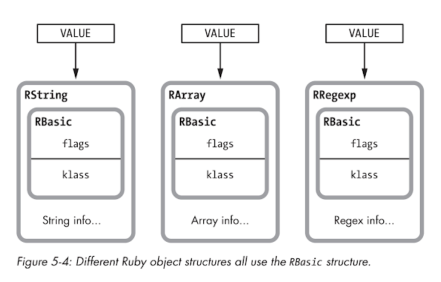 VALUE VALUE VALUE
RString RArray RRegexp
RBasic RBasic RBasic
flags flags flags
klass klass klass
String info... Array info... Regex info...
Figure 5-4: Different Ruby object structures all use the RBasic structure.